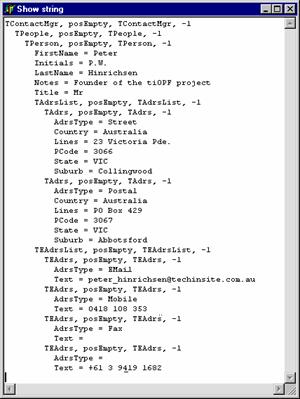 Show string
TContactMgr, posEmpty, TContactMgr, -1
TPeople, posEmpty, TPeople, -1
TPerson, posEmpty, TPerson, -1
FirstName = Peter
Initials = P.W.
LastName = Hinrichsen
Notes = Founder of the tiOPF project
Title = Mr
TAdrsList, posEmpty, TAdrsList, -1
TAdrs, posEmpty, TAdrs, -1
AdrsType = Street
Country = Australia
Lines = 23 Victoria Pde.
PCode = 3066
State = VIC
Suburb = Collingwood
TAdrs, posEmpty, TAdrs, -1
AdrsType = Postal
Country = Australia
Lines = PO Box 429
PCode = 3067
State = VIC
Suburb = Abbotsford
TEAdrsList, posEmpty, TEAdrsList, -1
TEAdrs, posEmpty, TEAdrs, -1
AdrsType = EMail
Text = peter_hinrichsen@techinsite.com.au
TEAdrs, posEmpty, TEAdrs, -1
AdrsType = Mobile
Text = 0418 108 353
TEAdrs, posEmpty, TEAdrs, -1
AdrsType = Fax
Text =
TEAdrs, posEmpty, TEAdrs, -1
AdrsType =
Text = +61 3 9419 1682